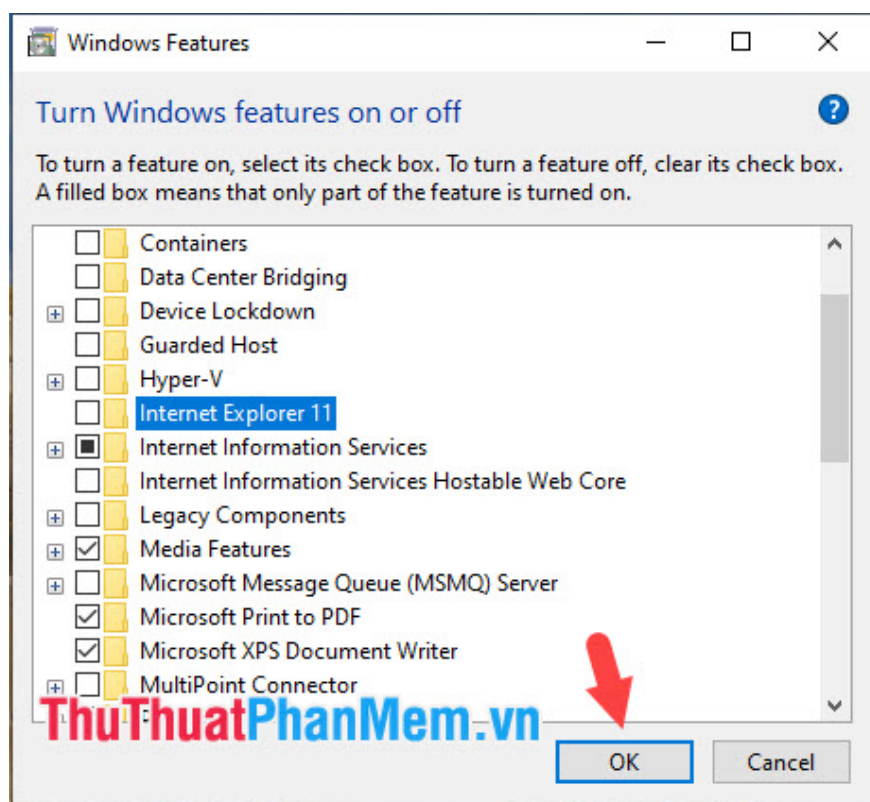 Windows Features
Turn Windows features on or off
To turn a feature on, select its check box. To turn a feature off, clear its check box.
A filled box means that only part of the feature is turned on.
Containers
Data Center Bridging
Device Lockdown
Guarded Host
Hyper-V
Internet Explorer 11
Internet Information Services
Internet Information Services Hostable Web Core
Legacy Components
Media Features
Microsoft Message Queue (MSMQ) Server
Microsoft Print to PDF
Microsoft XPS Document Writer
MultiPoint Connector
ThuThuatPhanMem.vn
OK
Cancel